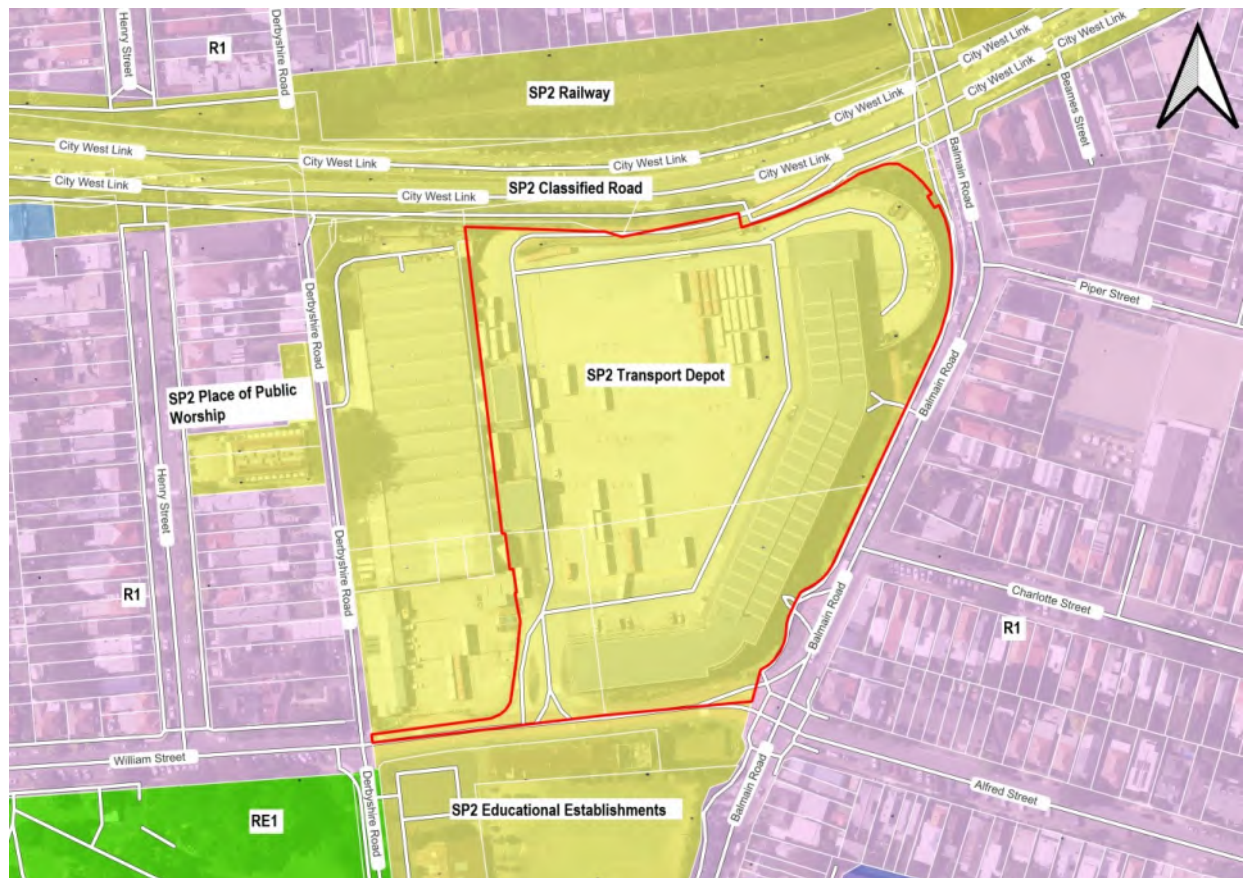 Henry Street
R1
Derbyshire Road
City West Link
City West Link
City West Link
City West Link
SP2 Railway
Beames Street
City West Link
City West Link
City West Link
City West Link
City West Link
City West Link
Balmain Road
SP2 Classified Road
Piper Street
Derbyshire Road
SP2 Transport Depot
Balmain Road
SP2 Place of Public
Worship
Henry Street
Derbyshire Road
R1
Balmain Road
Charlotte Street
R1
William Street
Derbyshire Road
Balmain Road
Alfred Street
SP2 Educational Establishments
RE1